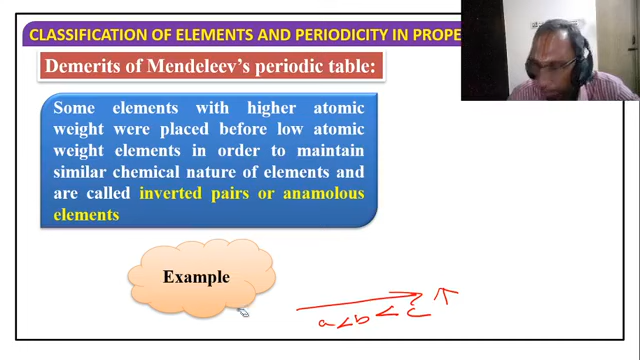 CLASSIFICATION OF ELEMENTS AND PERIODICITY IN PROPE
Demerits of Mendeleev's periodic table:
Some elements with higher atomic
weight were placed before low atomic
weight elements in order to maintain
similar chemical nature of elements and
are called inverted pairs or anamolous
elements
Example
a < b < c ↑